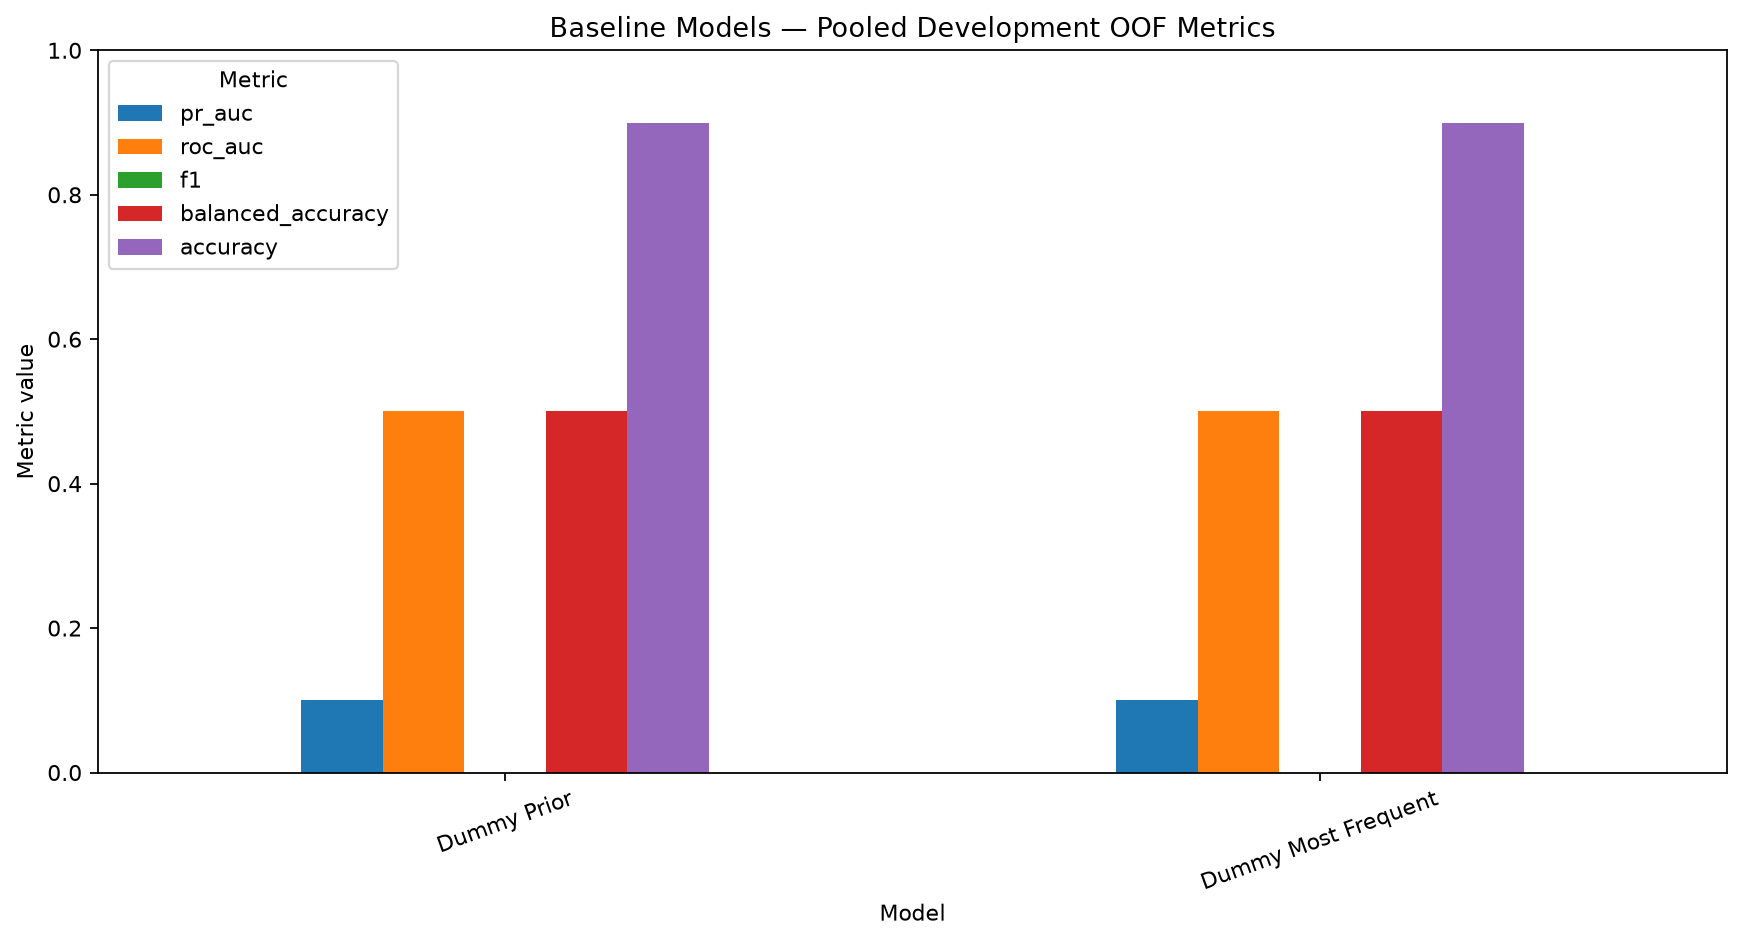 Baseline Models — Pooled Development OOF Metrics
Metric
pr_auc
roc_auc
f1
balanced_accuracy
accuracy
Metric value
1.0
0.8
0.6
0.4
0.2
0.0
Dummy Prior
Dummy Most Frequent
Model